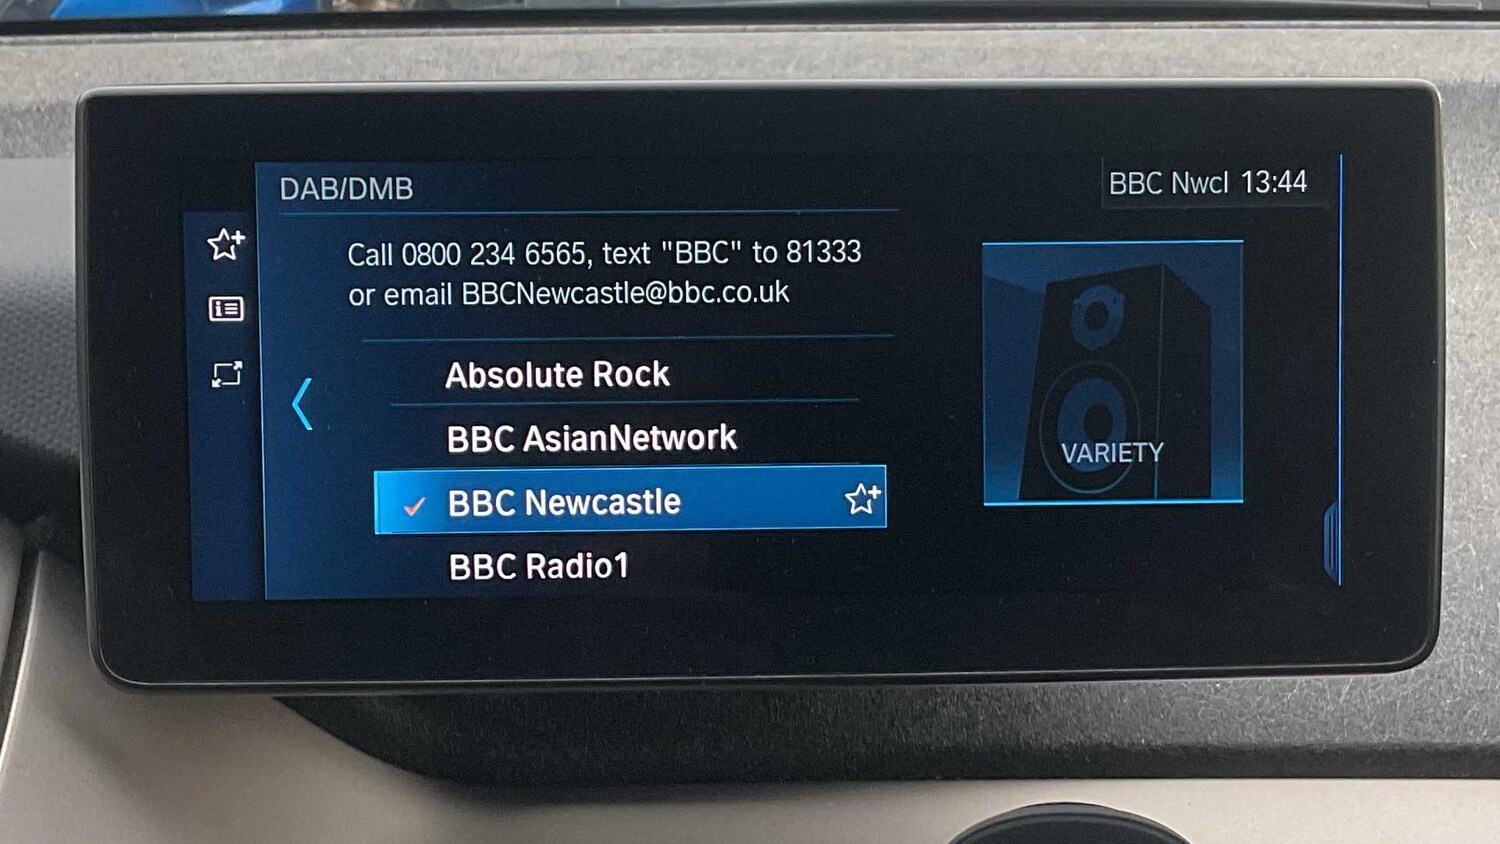 DAB/DMB
BBC Nwcl 13:44
Call 0800 234 6565, text "BBC" to 81333
or email BBCNewcastle@bbc.co.uk
Absolute Rock
BBC AsianNetwork
BBC Newcastle
BBC Radio1
VARIETY